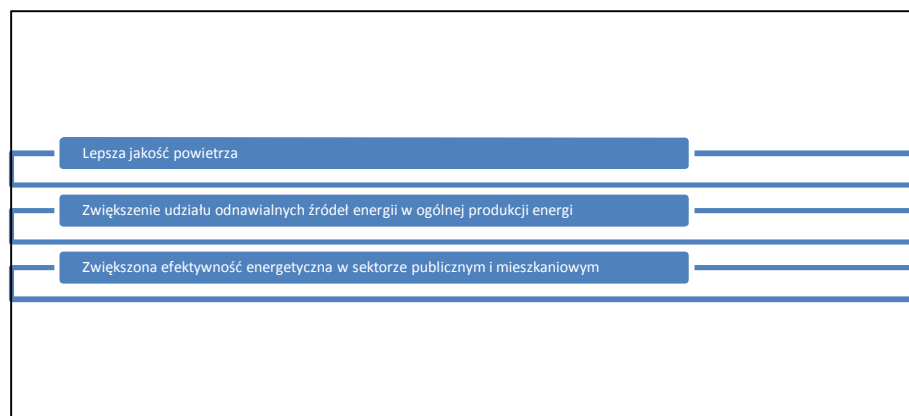 Lepsza jakość powietrza
Zwiększenie udziału odnawialnych źródeł energii w ogólnej produkcji energi
Zwiększona efektywność energetyczna w sektorze publicznym i mieszkaniowym